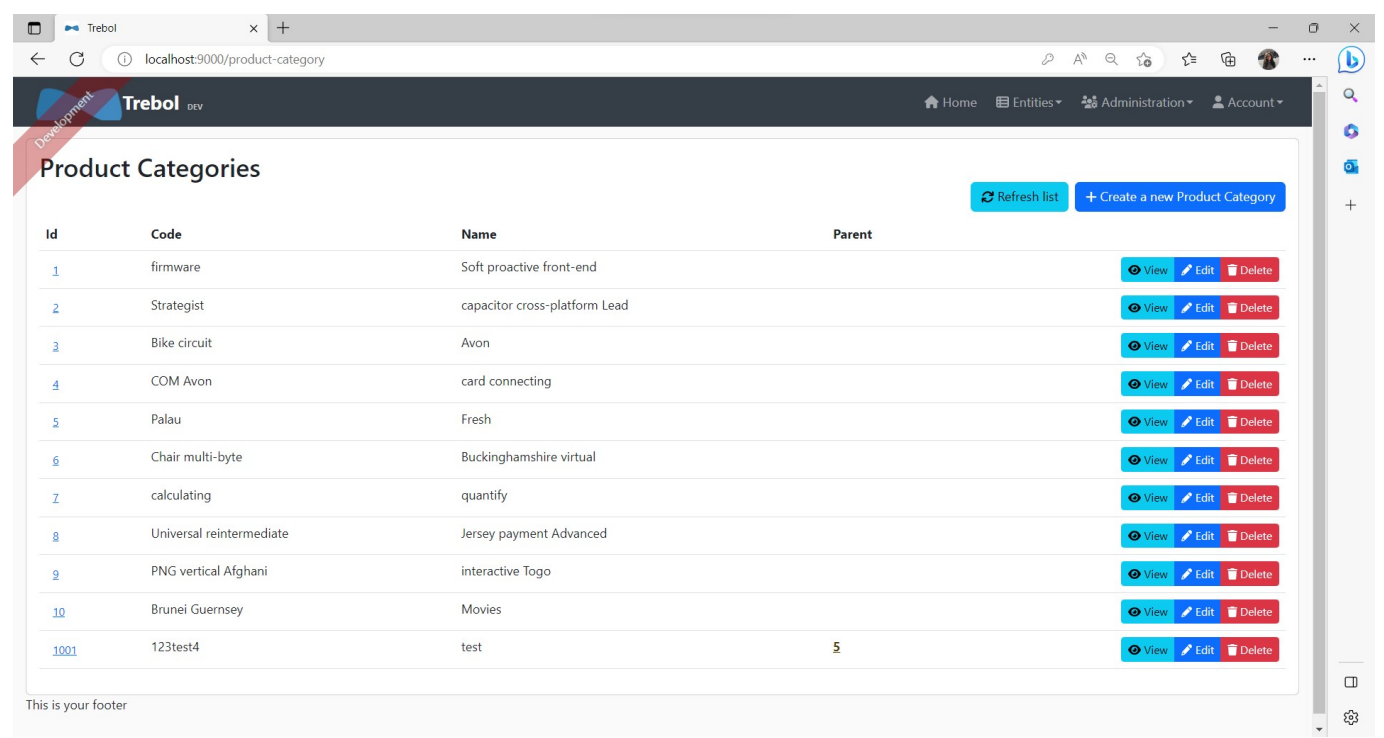 Trebol
localhost:9000/product-category
Development
Trebol DEV
Home Entities Administration Account
Product Categories
Refresh list Create a new Product Category
Id Code Name Parent
1 firmware Soft proactive front-end View Edit Delete
2 Strategist capacitor cross-platform Lead View Edit Delete
3 Bike circuit Avon View Edit Delete
4 COM Avon card connecting View Edit Delete
5 Palau Fresh View Edit Delete
6 Chair multi-byte Buckinghamshire virtual View Edit Delete
7 calculating quantify View Edit Delete
8 Universal reintermediate Jersey payment Advanced View Edit Delete
9 PNG vertical Afghani interactive Togo View Edit Delete
10 Brunei Guernsey Movies View Edit Delete
1001 123test4 test 5 View Edit Delete
This is your footer